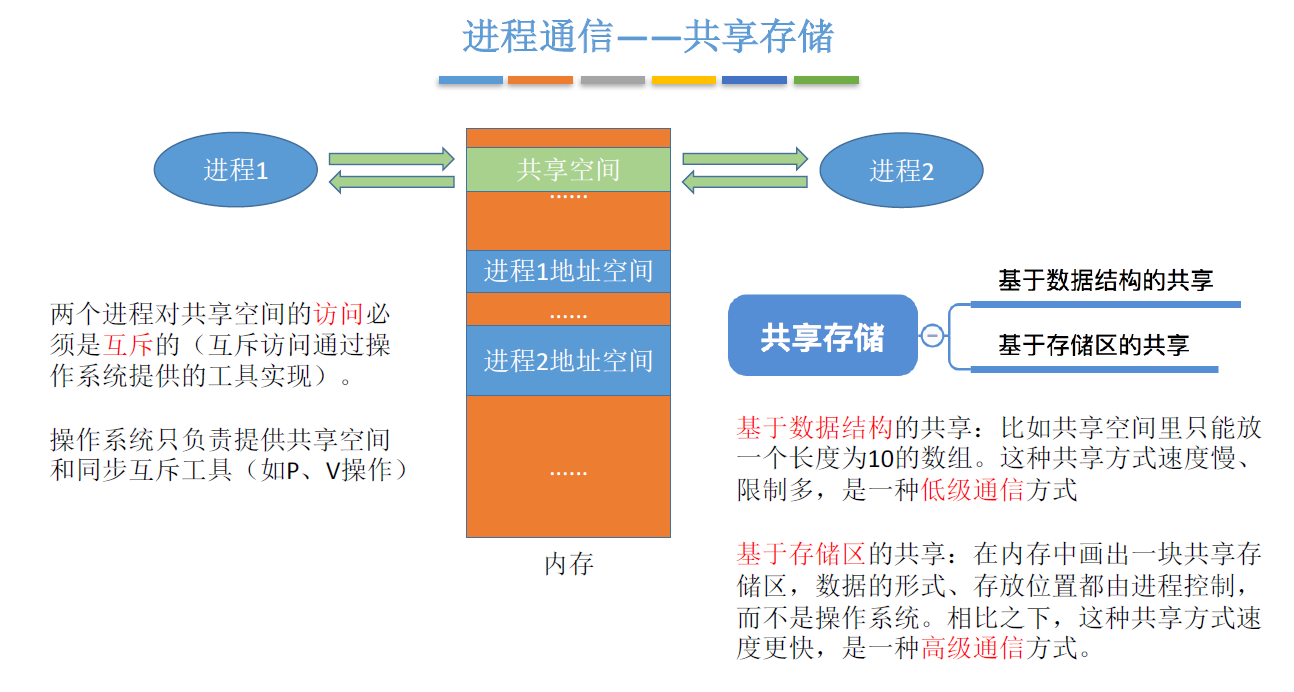 进程通信——共享存储
进程1
共享空间
进程2
......
进程1地址空间
......
进程2地址空间
......
内存
两个进程对共享空间的访问必
须是互斥的（互斥访问通过操
作系统提供的工具实现）。
操作系统只负责提供共享空间
和同步互斥工具（如P、V操作）
共享存储
基于数据结构的共享
基于存储区的共享
基于数据结构的共享：比如共享空间里只能放
一个长度为10的数组。这种共享方式速度慢、
限制多，是一种低级通信方式
基于存储区的共享：在内存中画出一块共享存
储区，数据的形式、存放位置都由进程控制，
而不是操作系统。相比之下，这种共享方式速
度更快，是一种高级通信方式。